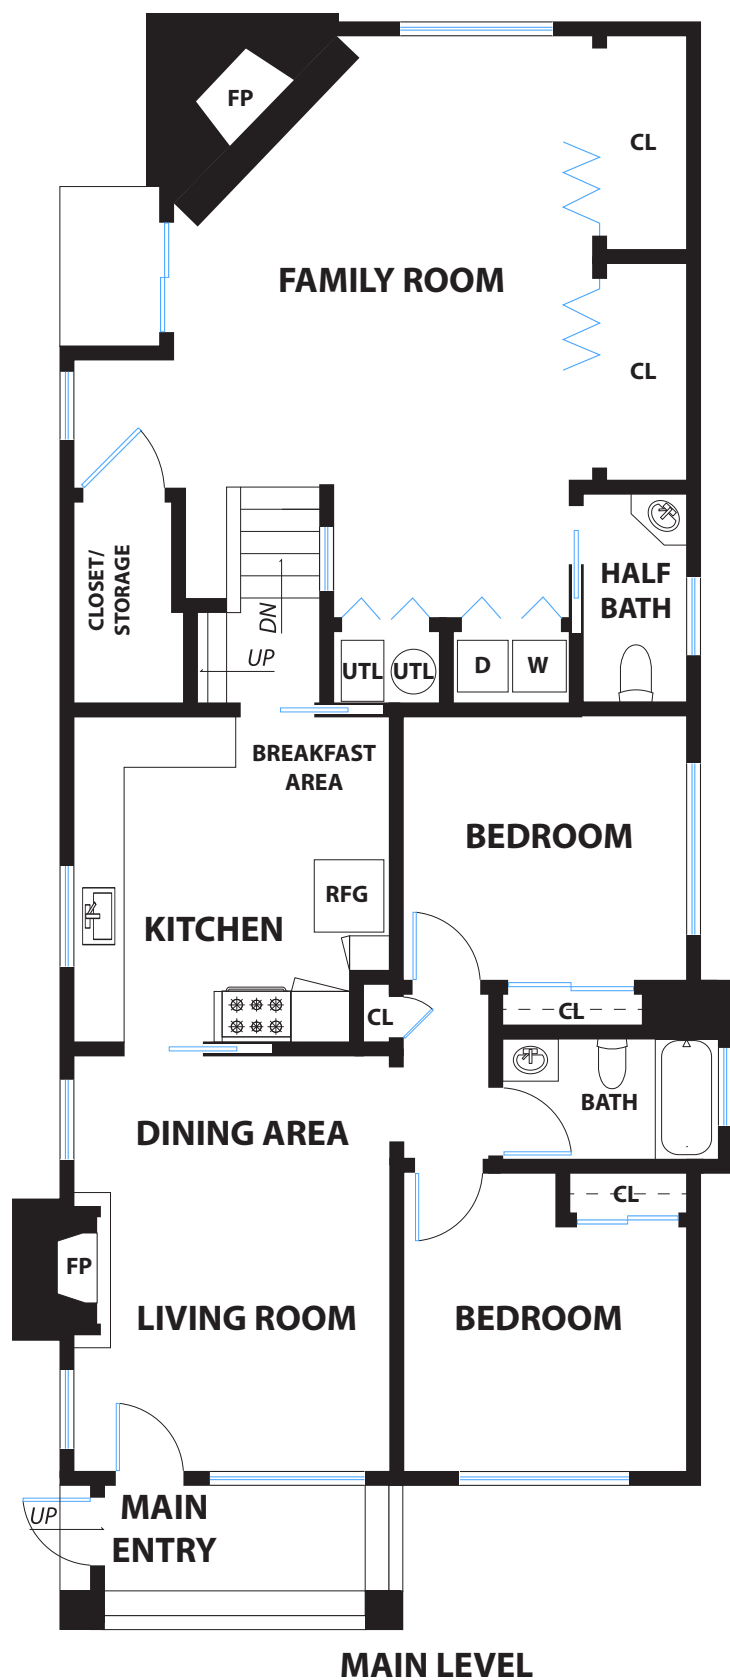 FP
CL
FAMILY ROOM
CL
CLOSET/
STORAGE
HALF
BATH
DN
UP
UTL
UTL
D
W
BREAKFAST
AREA
BEDROOM
RFG
KITCHEN
CL
CL
BATH
DINING AREA
CL
FP
LIVING ROOM
BEDROOM
UP
MAIN
ENTRY
MAIN LEVEL